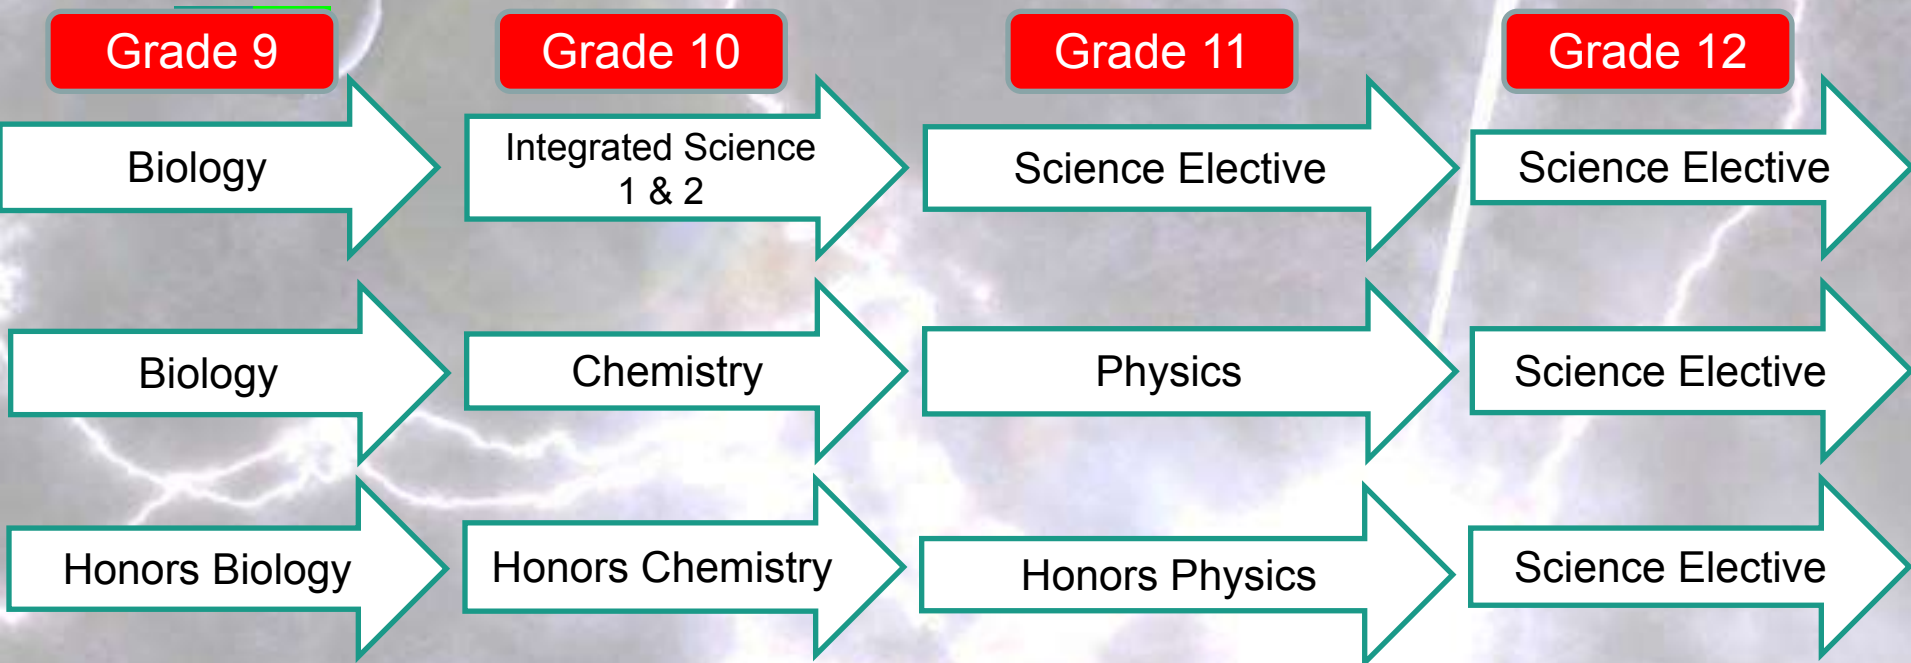 Grade 9
Grade 10
Grade 11
Grade 12
Biology
Integrated Science
1 & 2
Science Elective
Science Elective
Biology
Chemistry
Physics
Science Elective
Honors Biology
Honors Chemistry
Honors Physics
Science Elective